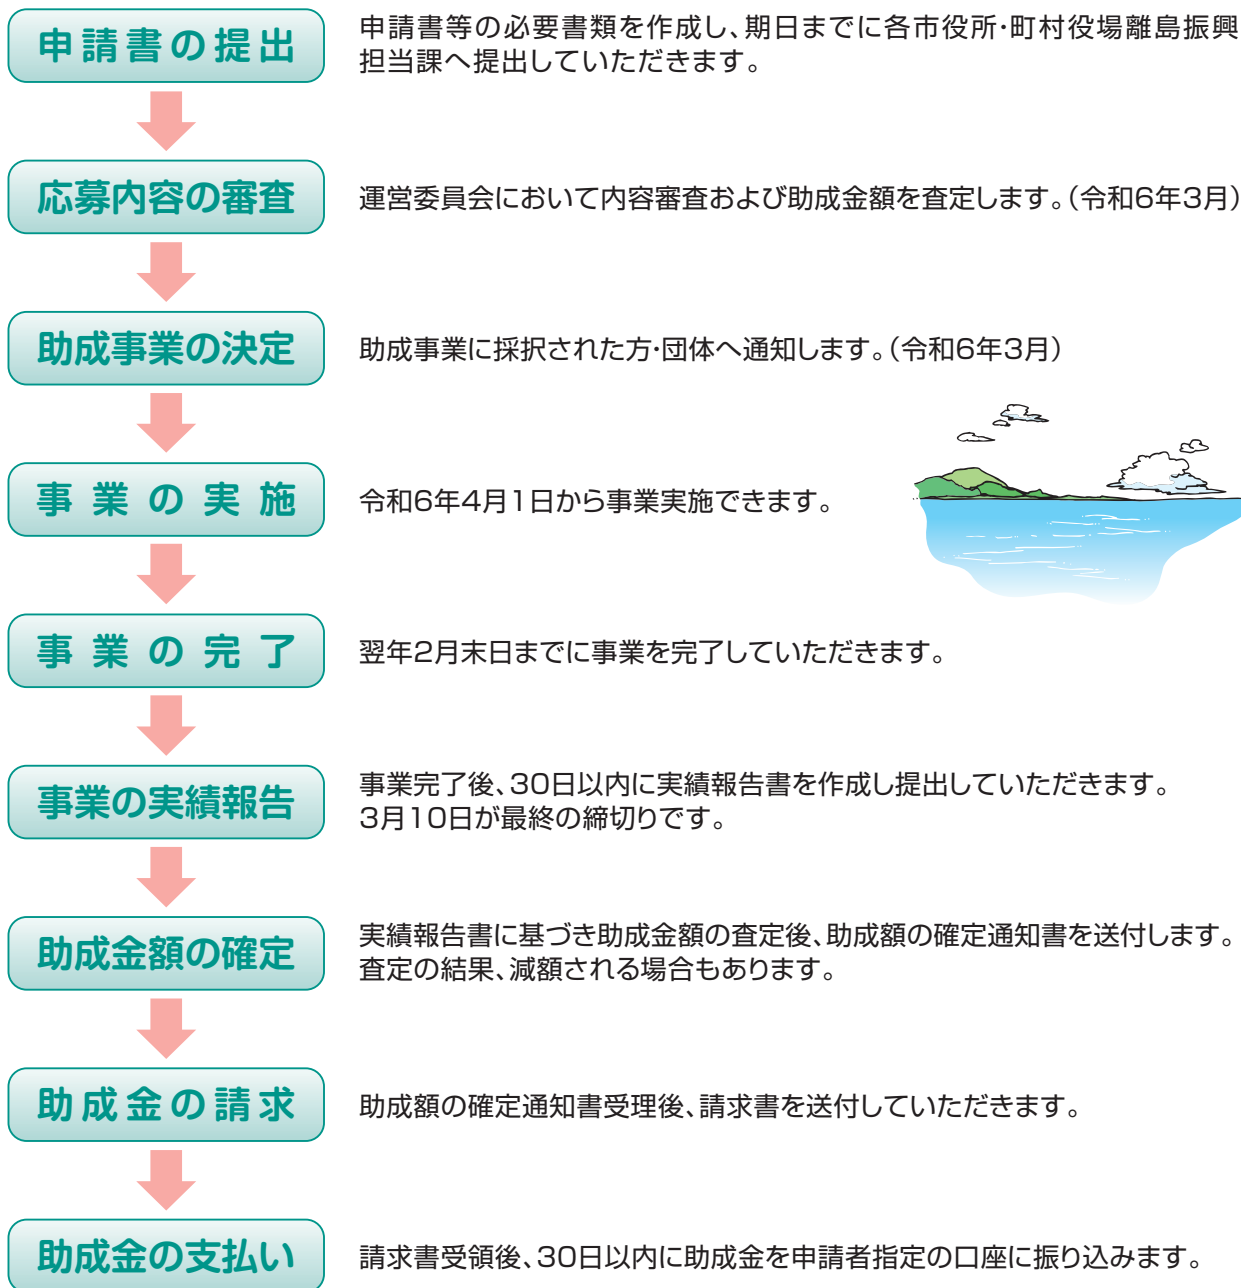 申請書の提出
申請書等の必要書類を作成し、期日までに各市役所・町村役場離島振興
担当課へ提出していただきます。
応募内容の審査
運営委員会において内容審査および助成金額を査定します。(令和6年3月)
助成事業の決定
助成事業に採択された方・団体へ通知します。(令和6年3月)
事業の実施
令和6年4月1日から事業実施できます。
事業の完了
翌年2月末日までに事業を完了していただきます。
事業の実績報告
事業完了後、30日以内に実績報告書を作成し提出していただきます。
3月10日が最終の締切りです。
助成金額の確定
実績報告書に基づき助成金額の査定後、助成額の確定通知書を送付します。
査定の結果、減額される場合もあります。
助成金の請求
助成額の確定通知書受理後、請求書を送付していただきます。
助成金の支払い
請求書受領後、30日以内に助成金を申請者指定の口座に振り込みます。